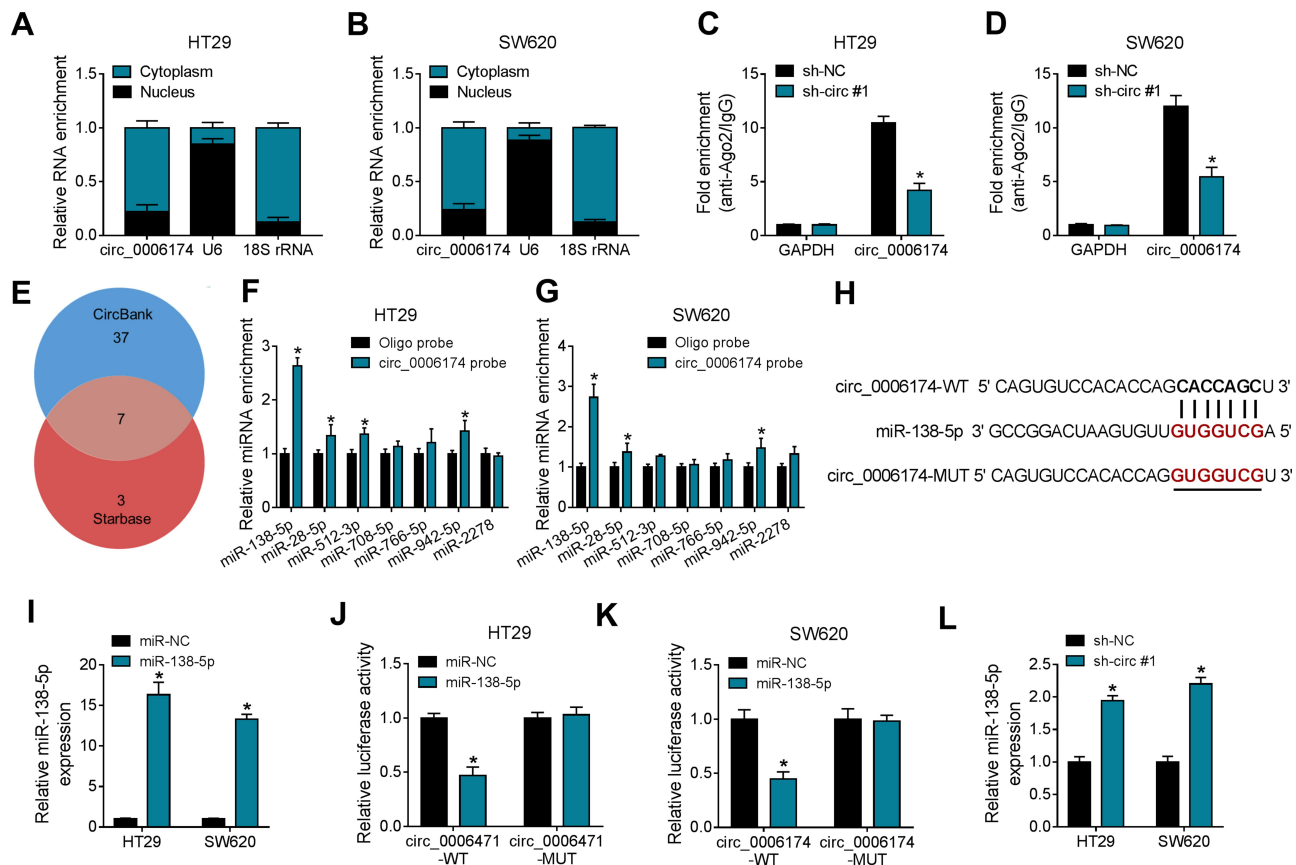 A
HT29
Relative RNA enrichment
1.5
1.0
0.5
0.0
Cytoplasm
Nucleus
circ_0006174 U6 18S rRNA
B
SW620
Relative RNA enrichment
1.5
1.0
0.5
0.0
Cytoplasm
Nucleus
circ_0006174 U6 18S rRNA
C
HT29
Fold enrichment
(anti-Ago2/IgG)
15
10
5
0
sh-NC
sh-circ #1
*
GAPDH circ_0006174
D
SW620
Fold enrichment
(anti-Ago2/IgG)
15
10
5
0
sh-NC
sh-circ #1
*
GAPDH circ_0006174
E
CircBank
37
7
3
Starbase
F
HT29
Relative miRNA enrichment
3
2
1
0
Oligo probe
circ_0006174 probe
* * * *
miR-138-5p
miR-28-5p
miR-512-3p
miR-708-5p
miR-766-5p
miR-942-5p
miR-2278
G
SW620
Relative miRNA enrichment
4
3
2
1
0
Oligo probe
circ_0006174 probe
* * *
miR-138-5p
miR-28-5p
miR-512-3p
miR-708-5p
miR-766-5p
miR-942-5p
miR-2278
H
circ_0006174-WT 5' CAGUGUCCACACCAGCACCAGCU 3'
miR-138-5p 3' GCCGGACUAAGUGUUGUGGUCGA 5'
circ_0006174-MUT 5' CAGUGUCCACACCAGGUGGUCGU 3'
I
Relative miR-138-5p
expression
20
15
10
5
0
miR-NC
miR-138-5p
* *
HT29 SW620
J
HT29
Relative luciferase activity
1.5
1.0
0.5
0.0
miR-NC
miR-138-5p
*
circ_0006471 circ_0006471
-WT -MUT
K
SW620
Relative luciferase activity
1.5
1.0
0.5
0.0
miR-NC
miR-138-5p
*
circ_0006174 circ_0006174
-WT -MUT
L
Relative miR-138-5p
expression
2.5
2.0
1.5
1.0
0.5
0.0
sh-NC
sh-circ #1
* *
HT29 SW620